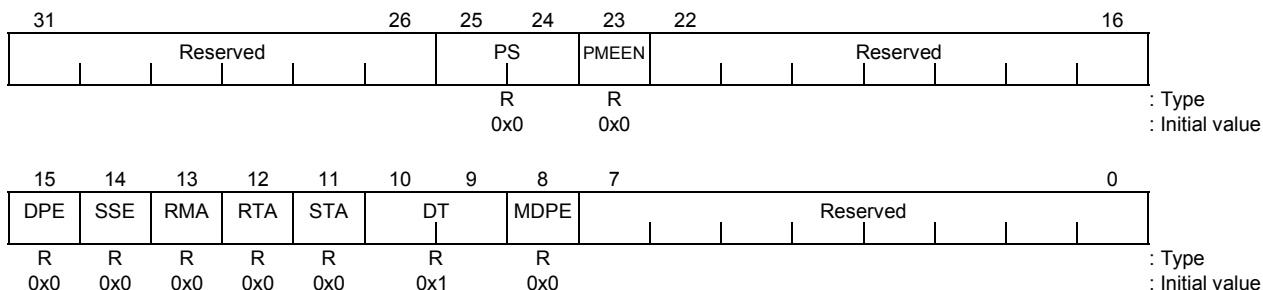 31 26 25 24 23 22 16
Reserved PS PMEEN Reserved
R R : Type
0x0 0x0 : Initial value
15 14 13 12 11 10 9 8 7 0
DPE SSE RMA RTA STA DT MDPE Reserved
R R R R R R R : Type
0x0 0x0 0x0 0x0 0x0 0x1 0x0 : Initial value